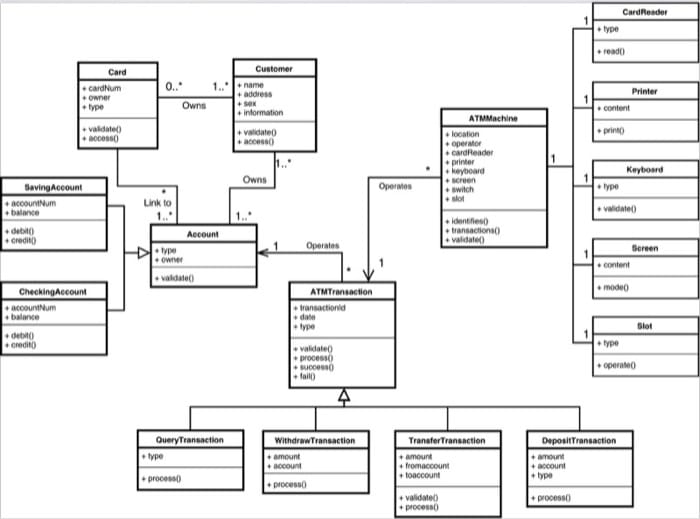 Card
+ cardNum
+ owner
+ type
+ validate()
+ access()
0..*
1..*
Owns
Customer
+ name
+ address
+ sex
+ information
+ validate()
+ access()
1..*
Owns
1..*
*
Link to
1..*
SavingAccount
+ accountNum
+ balance
+ debit()
+ credit()
CheckingAccount
+ accountNum
+ balance
+ debit()
+ credit()
Account
+ type
+ owner
+ validate()
1
Operates
*
ATMMachine
+ location
+ operator
+ cardReader
+ printer
+ keyboard
+ screen
+ switch
+ slot
+ identifies()
+ transactions()
+ validate()
*
Operates
1
1
ATMTransaction
+ transactionid
+ date
+ type
+ validate()
+ process()
+ success()
+ fail()
1
CardReader
+ type
+ read()
1
Printer
+ content
+ print()
1
Keyboard
+ type
+ validate()
1
Screen
+ content
+ mode()
1
Slot
+ type
+ operate()
QueryTransaction
+ type
+ process()
WithdrawTransaction
+ amount
+ account
+ process()
TransferTransaction
+ amount
+ fromaccount
+ toaccount
+ validate()
+ process()
DepositTransaction
+ amount
+ account
+ type
+ process()